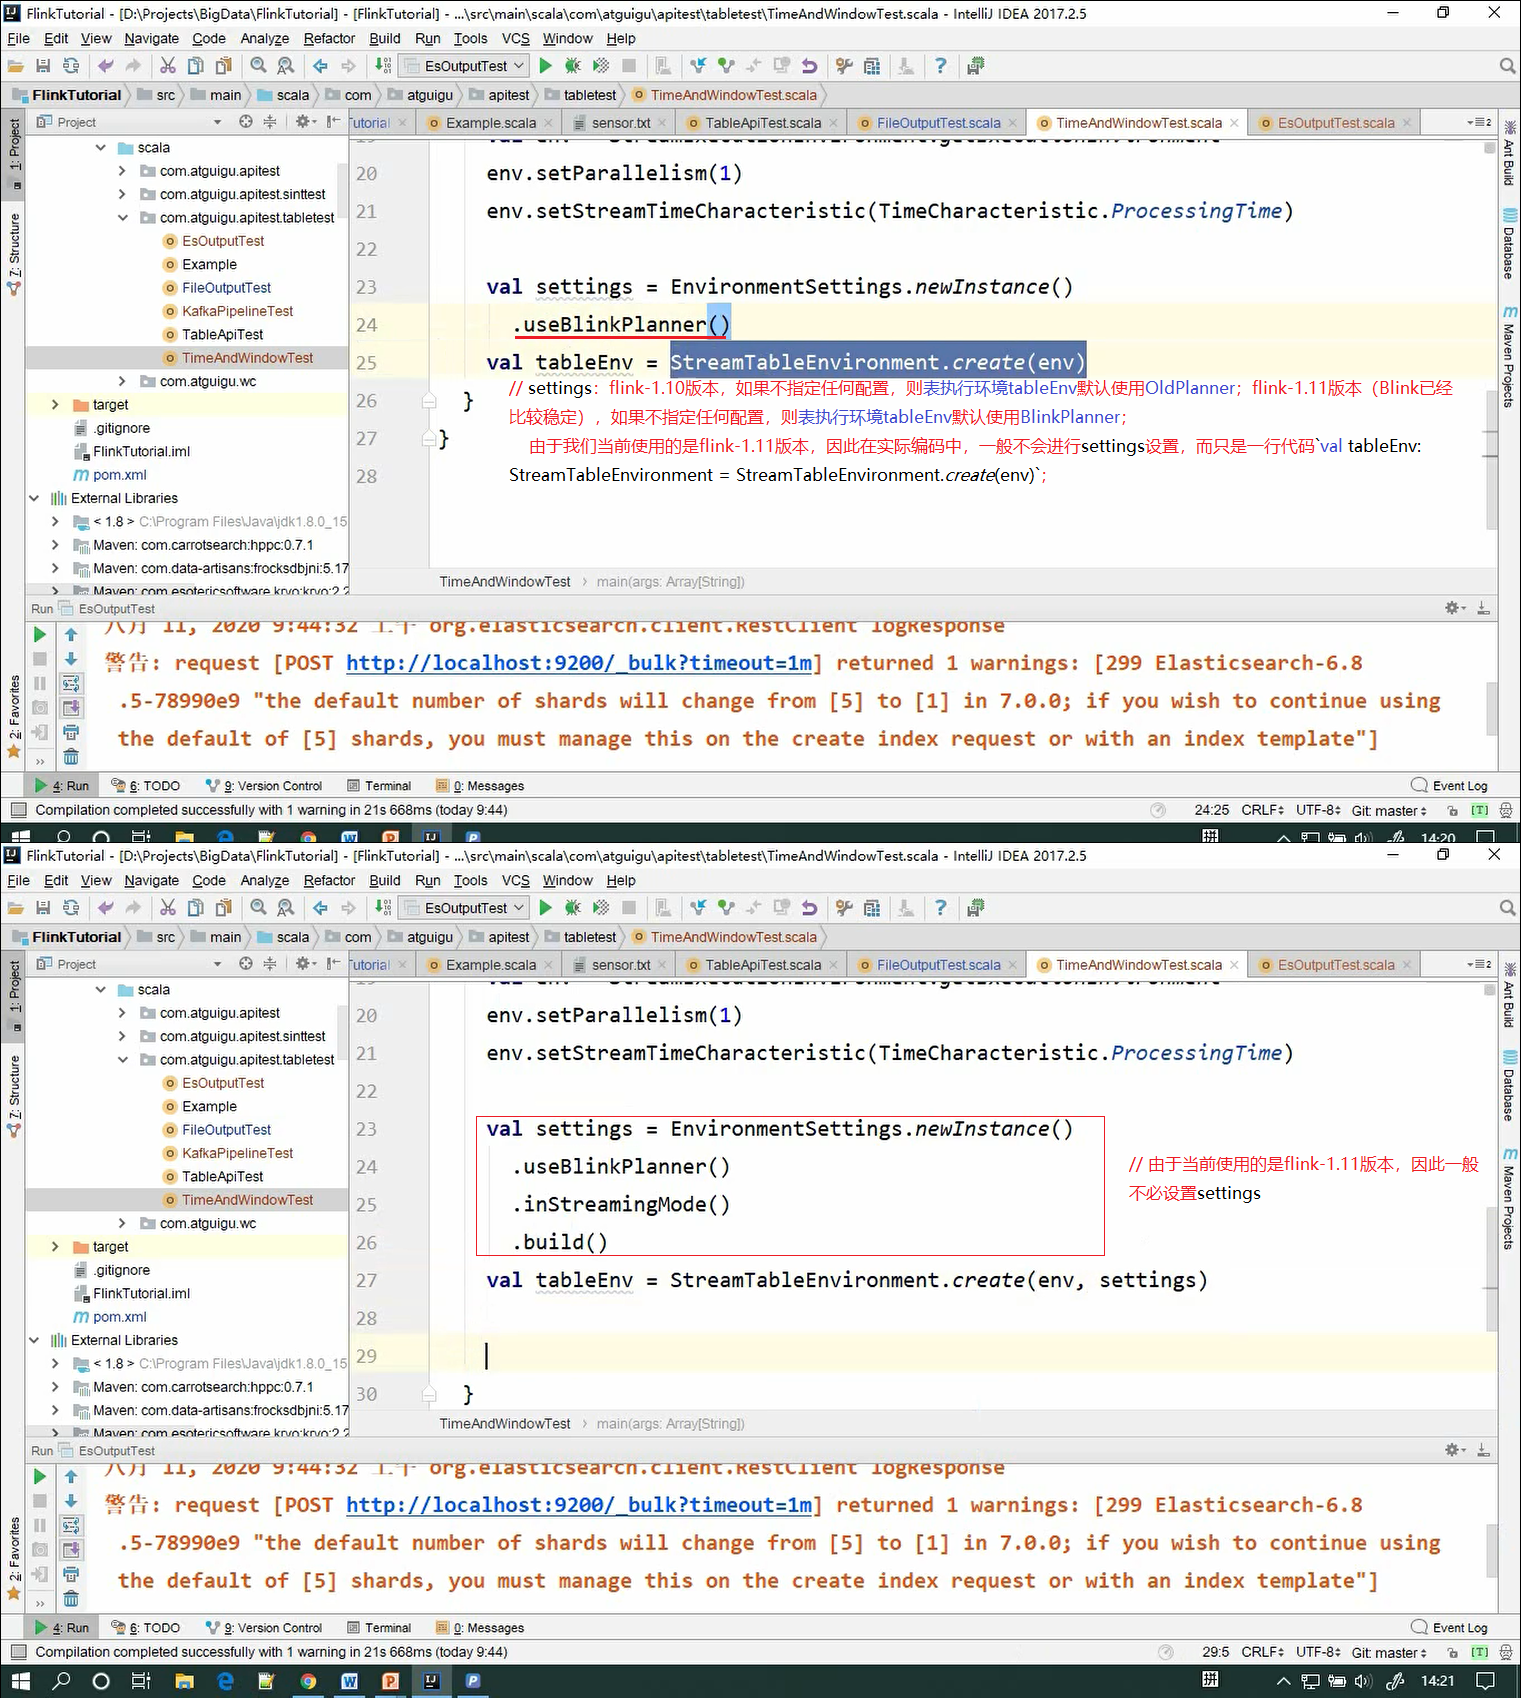 FlinkTutorial - [D:\Projects\BigData\FlinkTutorial] - [FlinkTutorial] - ...\src\main\scala\com\atguigu\apitest\tabletest\TimeAndWindowTest.scala - IntelliJ IDEA 2017.2.5
File Edit View Navigate Code Analyze Refactor Build Run Tools VCS Window Help
EsOutputTest
FlinkTutorial src main scala com atguigu apitest tabletest TimeAndWindowTest.scala
Project Tutorial Example.scala sensor.txt TableApiTest.scala FileOutputTest.scala TimeAndWindowTest.scala EsOutputTest.scala
1: Project
7: Structure
2: Favorites
Ant Build
Database
Maven Projects
scala
com.atguigu.apitest
com.atguigu.apitest.sinttest
com.atguigu.apitest.tabletest
EsOutputTest
Example
FileOutputTest
KafkaPipelineTest
TableApiTest
TimeAndWindowTest
com.atguigu.wc
target
.gitignore
FlinkTutorial.iml
pom.xml
External Libraries
< 1.8 > C:\Program Files\Java\jdk1.8.0_15
Maven: com.carrotsearch:hppc:0.7.1
Maven: com.data-artisans:frocksdbjni:5.17
Maven: com.esotericsoftware.kryo:kryo:2.2
19 val env = StreamExecutionEnvironment.getExecutionEnvironment
20 env.setParallelism(1)
21 env.setStreamTimeCharacteristic(TimeCharacteristic.ProcessingTime)
22
23 val settings = EnvironmentSettings.newInstance()
24 .useBlinkPlanner()
25 val tableEnv = StreamTableEnvironment.create(env)
// settings：flink-1.10版本，如果不指定任何配置，则表执行环境tableEnv默认使用OldPlanner；flink-1.11版本（Blink已经
比较稳定），如果不指定任何配置，则表执行环境tableEnv默认使用BlinkPlanner；
由于我们当前使用的是flink-1.11版本，因此在实际编码中，一般不会进行settings设置，而只是一行代码`val tableEnv:
StreamTableEnvironment = StreamTableEnvironment.create(env)`；
26 }
27 }
28
TimeAndWindowTest › main(args: Array[String])
Run EsOutputTest
八月 11, 2020 9:44:32 上午 org.elasticsearch.client.RestClient logResponse
警告: request [POST http://localhost:9200/_bulk?timeout=1m] returned 1 warnings: [299 Elasticsearch-6.8
.5-78990e9 "the default number of shards will change from [5] to [1] in 7.0.0; if you wish to continue using
the default of [5] shards, you must manage this on the create index request or with an index template"]
4: Run 6: TODO 9: Version Control Terminal 0: Messages Event Log
Compilation completed successfully with 1 warning in 21s 668ms (today 9:44) 24:25 CRLF UTF-8 Git: master [T]
拼 14:20
FlinkTutorial - [D:\Projects\BigData\FlinkTutorial] - [FlinkTutorial] - ...\src\main\scala\com\atguigu\apitest\tabletest\TimeAndWindowTest.scala - IntelliJ IDEA 2017.2.5
File Edit View Navigate Code Analyze Refactor Build Run Tools VCS Window Help
EsOutputTest
FlinkTutorial src main scala com atguigu apitest tabletest TimeAndWindowTest.scala
Project Tutorial Example.scala sensor.txt TableApiTest.scala FileOutputTest.scala TimeAndWindowTest.scala EsOutputTest.scala
1: Project
7: Structure
2: Favorites
Ant Build
Database
Maven Projects
scala
com.atguigu.apitest
com.atguigu.apitest.sinttest
com.atguigu.apitest.tabletest
EsOutputTest
Example
FileOutputTest
KafkaPipelineTest
TableApiTest
TimeAndWindowTest
com.atguigu.wc
target
.gitignore
FlinkTutorial.iml
pom.xml
External Libraries
< 1.8 > C:\Program Files\Java\jdk1.8.0_15
Maven: com.carrotsearch:hppc:0.7.1
Maven: com.data-artisans:frocksdbjni:5.17
Maven: com.esotericsoftware.kryo:kryo:2.2
19 val env = StreamExecutionEnvironment.getExecutionEnvironment
20 env.setParallelism(1)
21 env.setStreamTimeCharacteristic(TimeCharacteristic.ProcessingTime)
22
23 val settings = EnvironmentSettings.newInstance()
24 .useBlinkPlanner()
25 .inStreamingMode()
26 .build()
// 由于当前使用的是flink-1.11版本，因此一般
不必设置settings
27 val tableEnv = StreamTableEnvironment.create(env, settings)
28
29
30 }
TimeAndWindowTest › main(args: Array[String])
Run EsOutputTest
八月 11, 2020 9:44:32 上午 org.elasticsearch.client.RestClient logResponse
警告: request [POST http://localhost:9200/_bulk?timeout=1m] returned 1 warnings: [299 Elasticsearch-6.8
.5-78990e9 "the default number of shards will change from [5] to [1] in 7.0.0; if you wish to continue using
the default of [5] shards, you must manage this on the create index request or with an index template"]
4: Run 6: TODO 9: Version Control Terminal 0: Messages Event Log
Compilation completed successfully with 1 warning in 21s 668ms (today 9:44) 29:5 CRLF UTF-8 Git: master [T]
拼 14:21